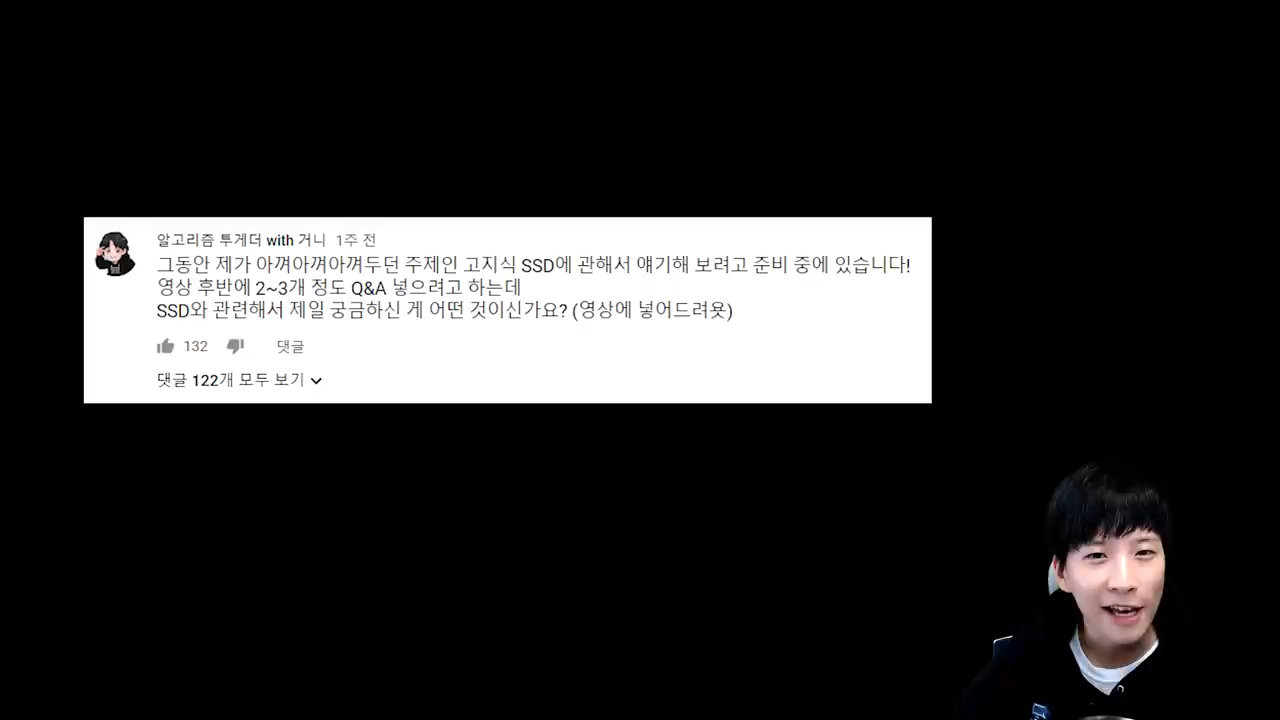 알고리즘 투게더 with 거니 1주 전
그동안 제가 아껴아껴아껴두던 주제인 고지식 SSD에 관해서 얘기해 보려고 준비 중에 있습니다!
영상 후반에 2~3개 정도 Q&A 넣으려고 하는데
SSD와 관련해서 제일 궁금하신 게 어떤 것이신가요? (영상에 넣어드려욧)
132 댓글
댓글 122개 모두 보기